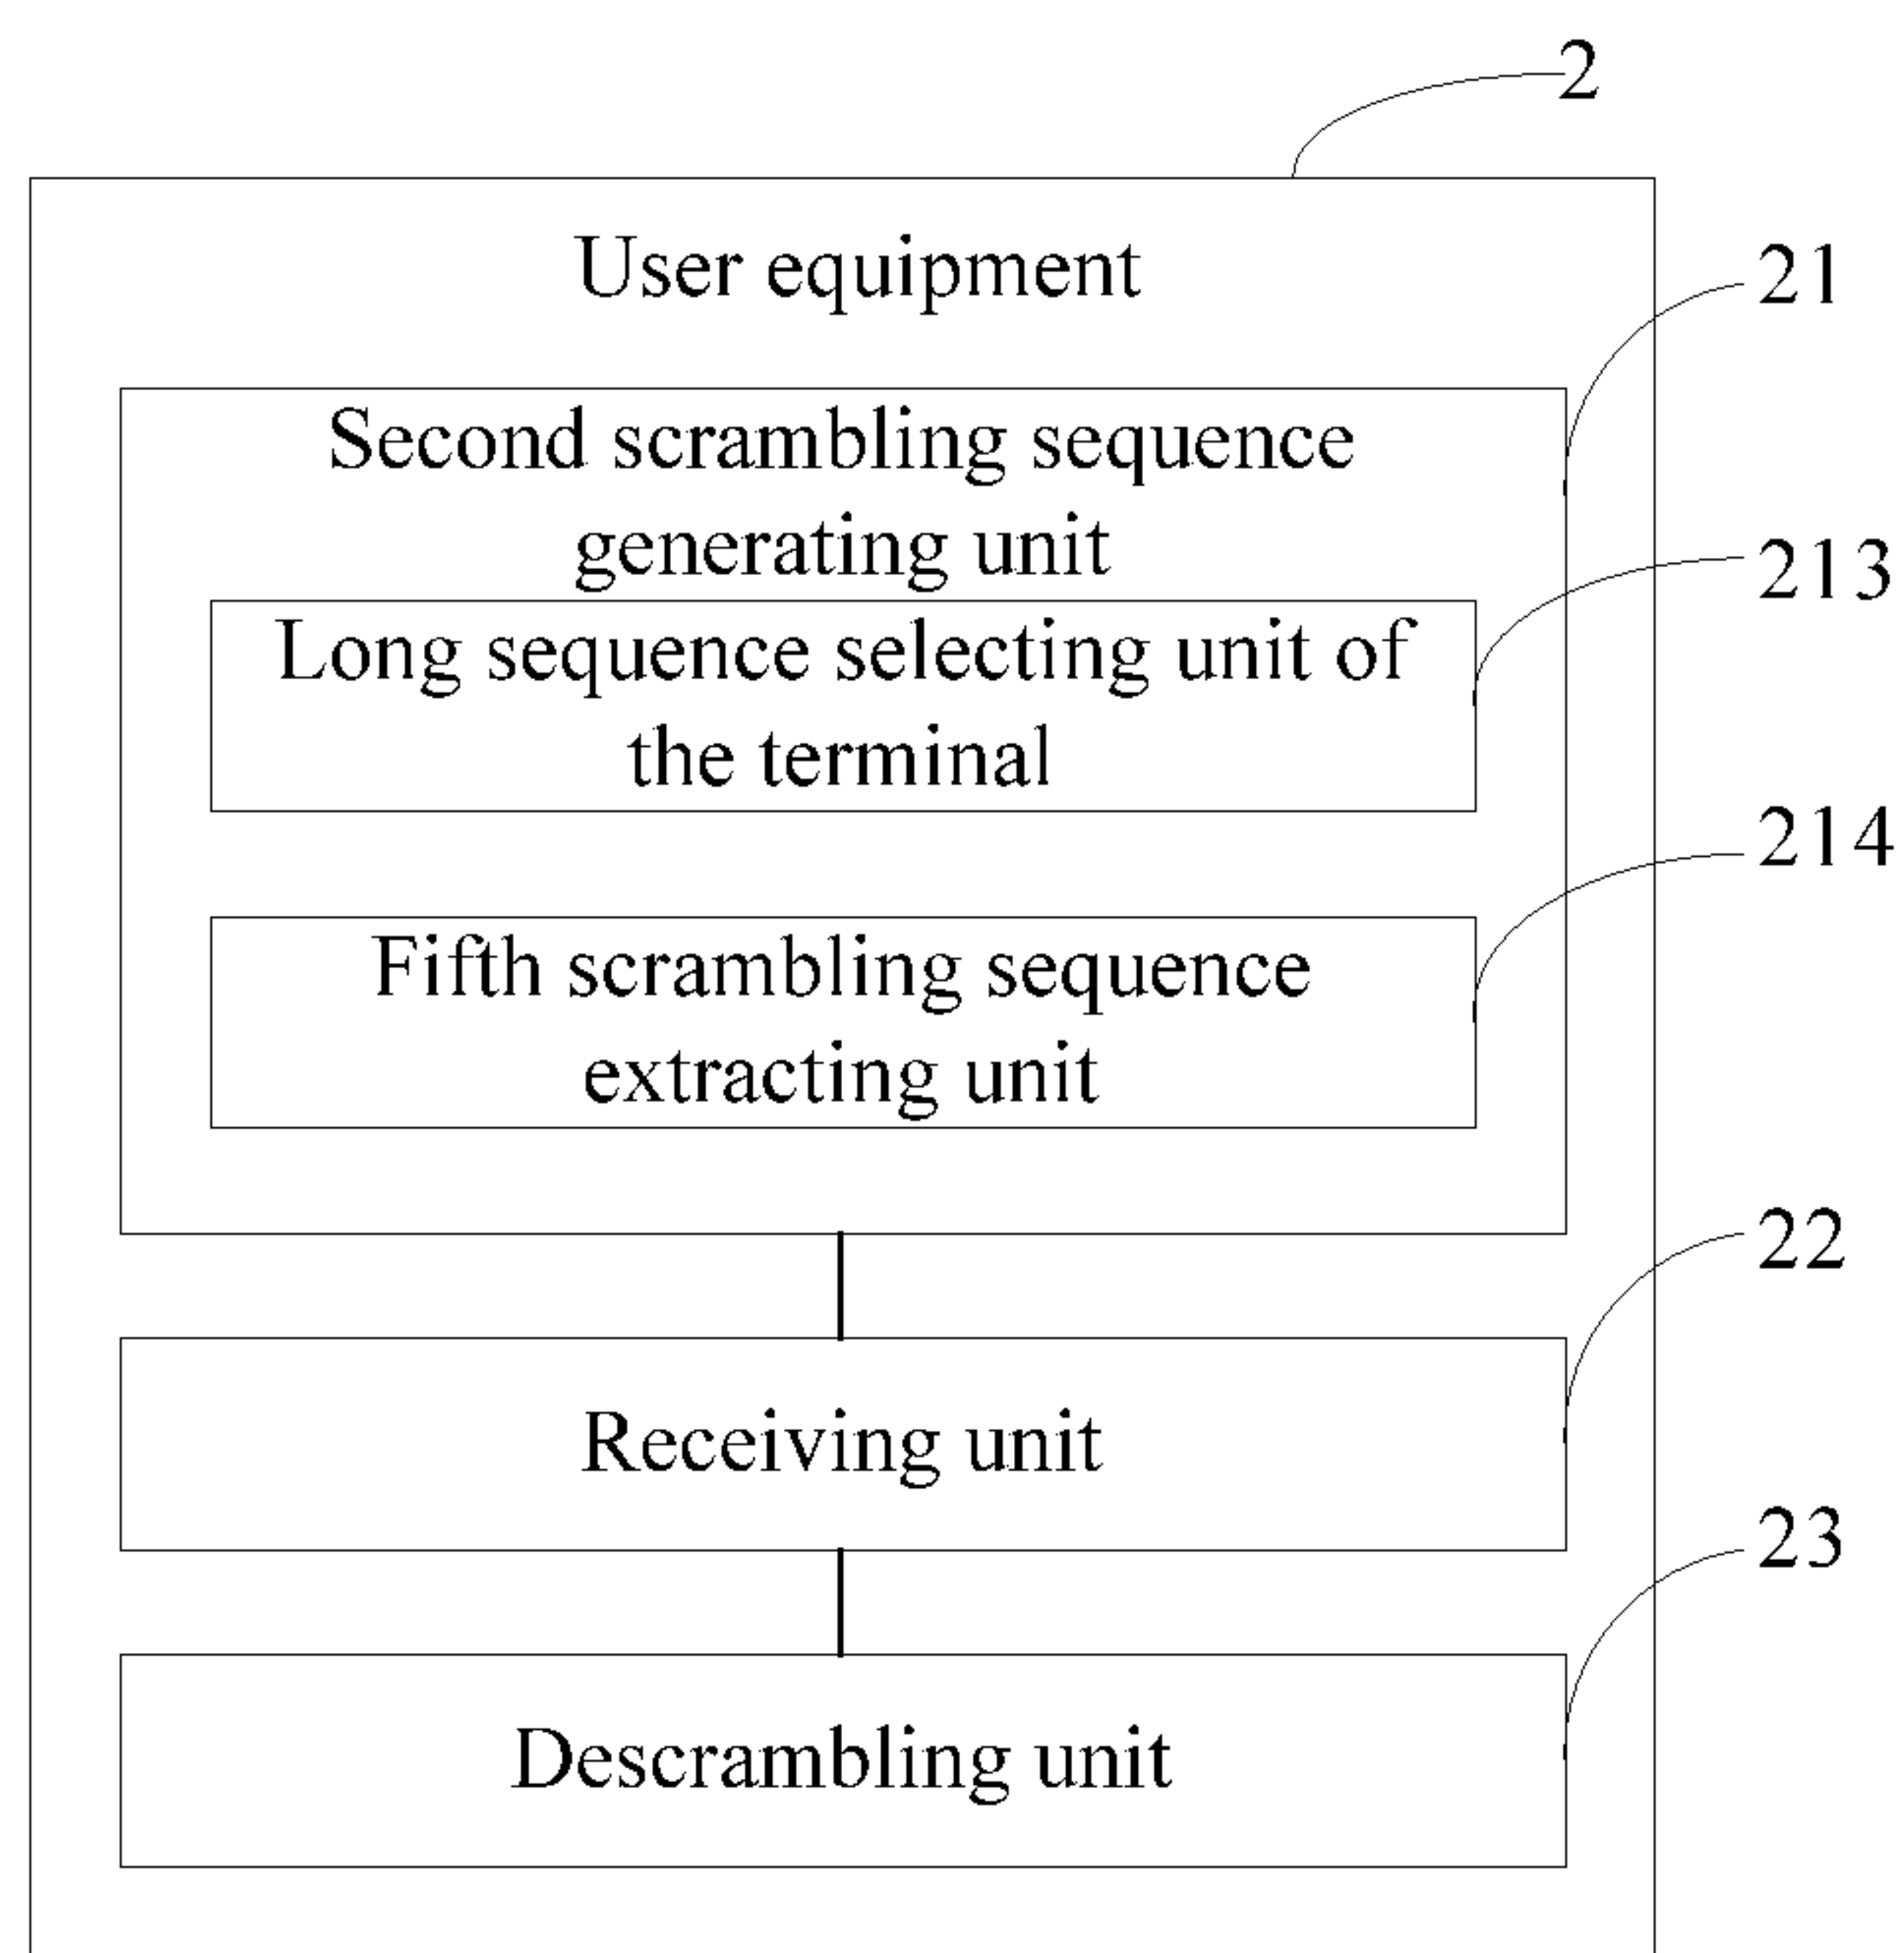 2
User equipment
21
Second scrambling sequence
generating unit
213
Long sequence selecting unit of
the terminal
214
Fifth scrambling sequence
extracting unit
22
Receiving unit
23
Descrambling unit